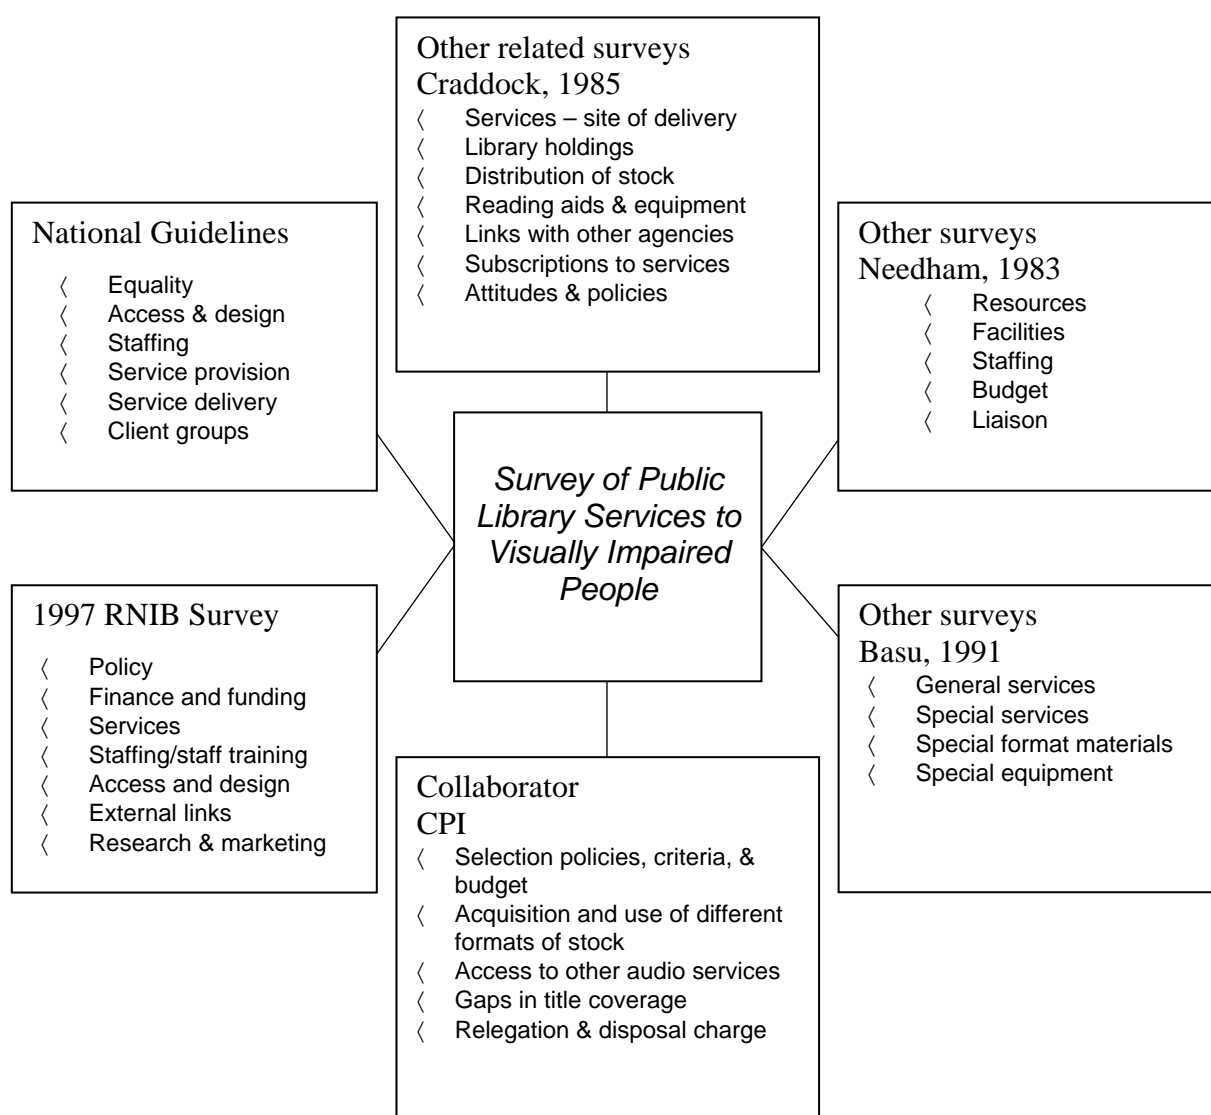 Other related surveys
Craddock, 1985
〈 Services – site of delivery
〈 Library holdings
〈 Distribution of stock
〈 Reading aids & equipment
〈 Links with other agencies
〈 Subscriptions to services
〈 Attitudes & policies
National Guidelines
〈 Equality
〈 Access & design
〈 Staffing
〈 Service provision
〈 Service delivery
〈 Client groups
Other surveys
Needham, 1983
〈 Resources
〈 Facilities
〈 Staffing
〈 Budget
〈 Liaison
Survey of Public
Library Services to
Visually Impaired
People
1997 RNIB Survey
〈 Policy
〈 Finance and funding
〈 Services
〈 Staffing/staff training
〈 Access and design
〈 External links
〈 Research & marketing
Other surveys
Basu, 1991
〈 General services
〈 Special services
〈 Special format materials
〈 Special equipment
Collaborator
CPI
〈 Selection policies, criteria, &
budget
〈 Acquisition and use of different
formats of stock
〈 Access to other audio services
〈 Gaps in title coverage
〈 Relegation & disposal charge